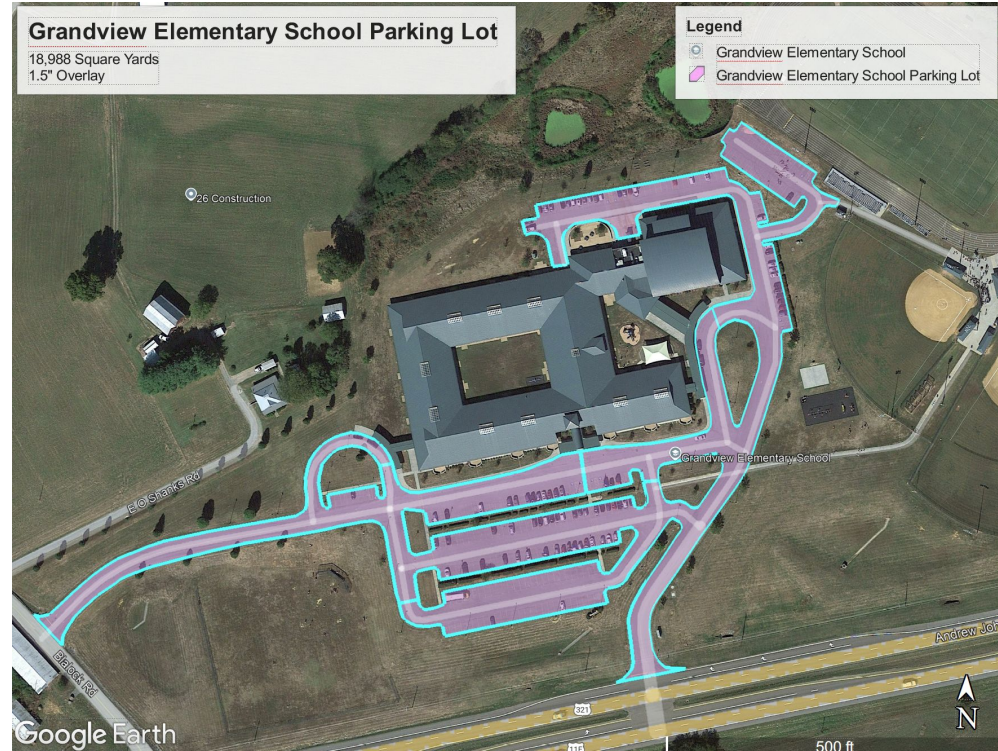 Grandview Elementary School Parking Lot
18,988 Square Yards
1.5" Overlay
Legend
Grandview Elementary School
Grandview Elementary School Parking Lot
26 Construction
E O Shanks Rd
Grandview Elementary School
Blalock Rd
Andrew Joh
321
11E
Google Earth
N
500 ft